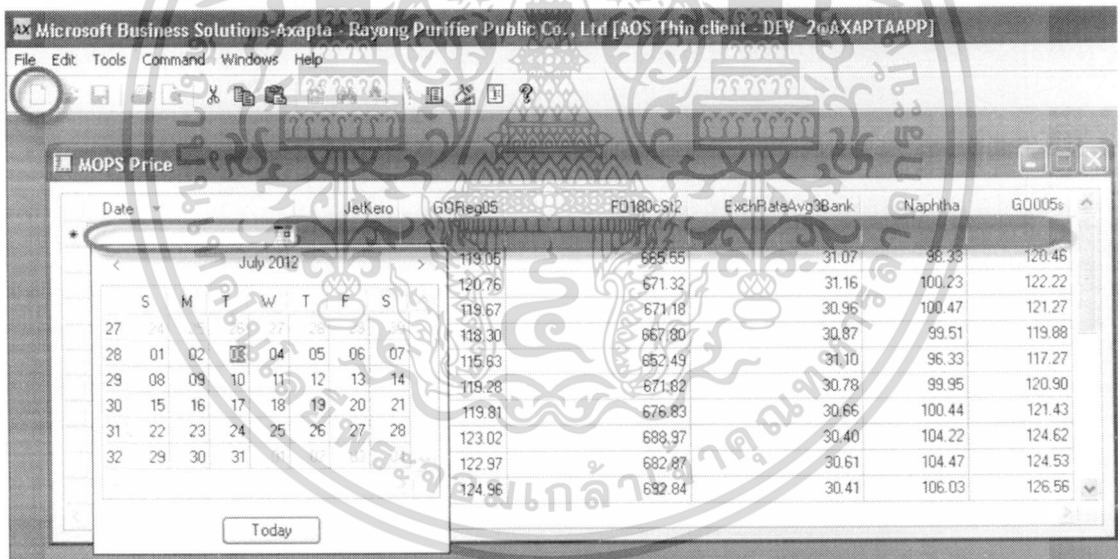 Microsoft Business Solutions-Axapta - Rayong Purifier Public Co., Ltd [AOS Thin client - DEV_2@AXAPTAAPP]
File Edit Tools Command Windows Help
MOPS Price
Date JetKero GOReg05 FO180cSt2 ExchRateAvg3Bank Naphtha GO005s
July 2012 119.05 665.55 31.07 98.33 120.46
120.76 671.32 31.16 100.23 122.22
S M T W T F S 119.67 671.18 30.96 100.47 121.27
27 118.30 667.80 30.87 99.51 119.88
28 01 02 03 04 05 06 07 115.63 652.49 31.10 96.33 117.27
29 08 09 10 11 12 13 14 119.28 671.82 30.78 99.95 120.90
30 15 16 17 18 19 20 21 119.81 676.83 30.66 100.44 121.43
31 22 23 24 25 26 27 28 123.02 688.97 30.40 104.22 124.62
32 29 30 31 122.97 682.87 30.61 104.47 124.53
124.96 692.84 30.41 106.03 126.56
Today